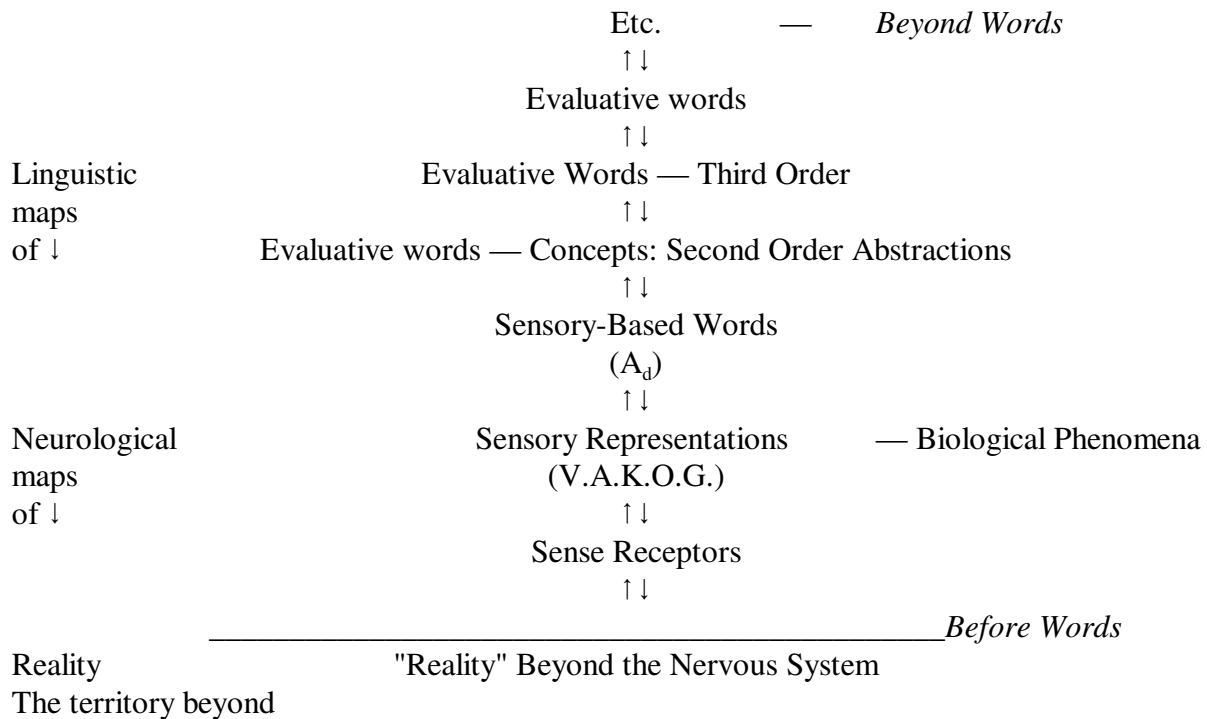 Etc. — Beyond Words
↑↓
Evaluative words
↑↓
Linguistic Evaluative Words — Third Order
maps ↑↓
of ↓ Evaluative words — Concepts: Second Order Abstractions
↑↓
Sensory-Based Words
(A_d)
↑↓
Neurological Sensory Representations — Biological Phenomena
maps (V.A.K.O.G.)
of ↓ ↑↓
Sense Receptors
↑↓
Before Words
Reality "Reality" Beyond the Nervous System
The territory beyond